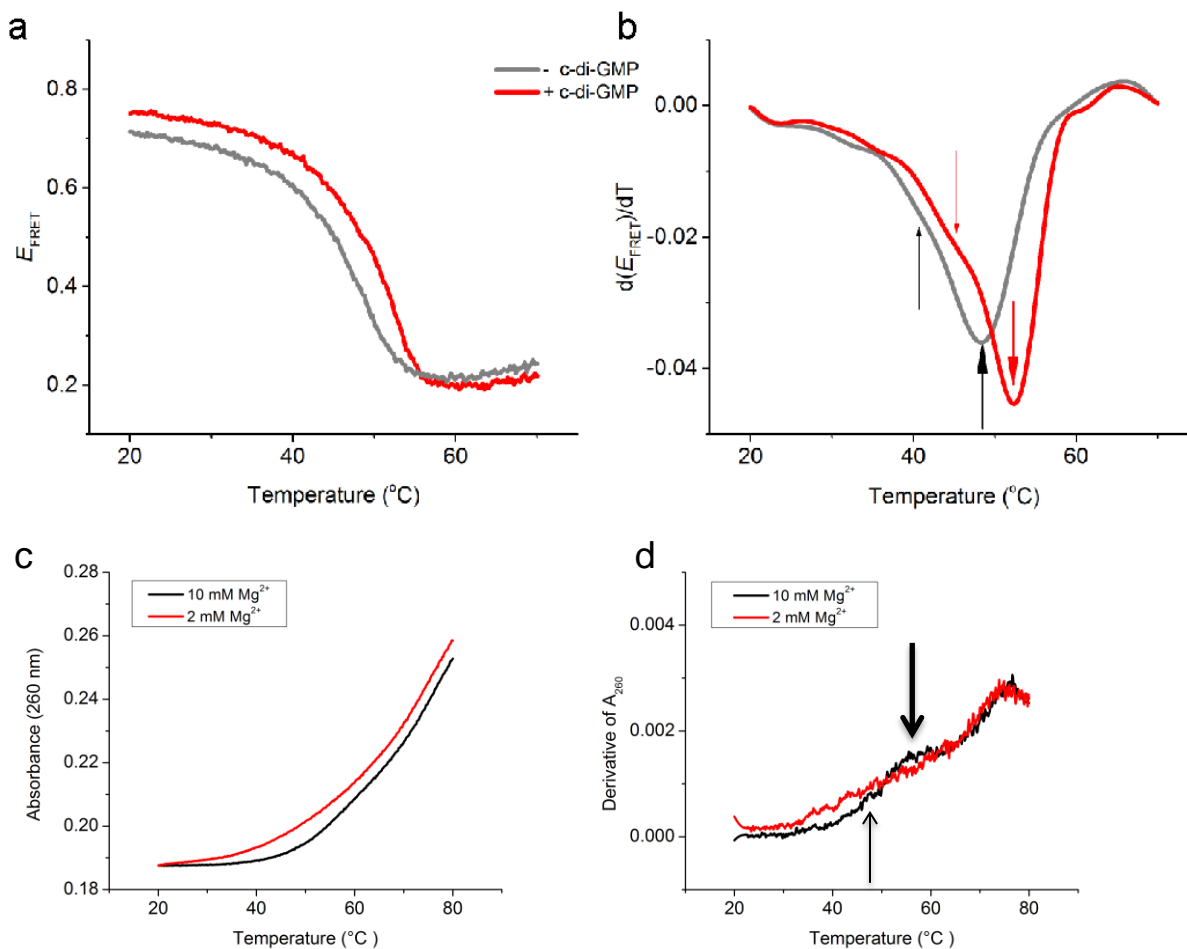 a
b
- c-di-GMP
+ c-di-GMP
0.8
0.6
0.4
0.2
E_FRET
20
40
60
Temperature (°C)
0.00
-0.02
-0.04
d(E_FRET)/dT
20
40
60
Temperature (°C)
c
d
10 mM Mg²⁺
2 mM Mg²⁺
0.28
0.26
0.24
0.22
0.20
0.18
Absorbance (260 nm)
20
40
60
80
Temperature (°C )
10 mM Mg²⁺
2 mM Mg²⁺
0.004
0.002
0.000
Derivative of A₂₆₀
20
40
60
80
Temperature (°C )